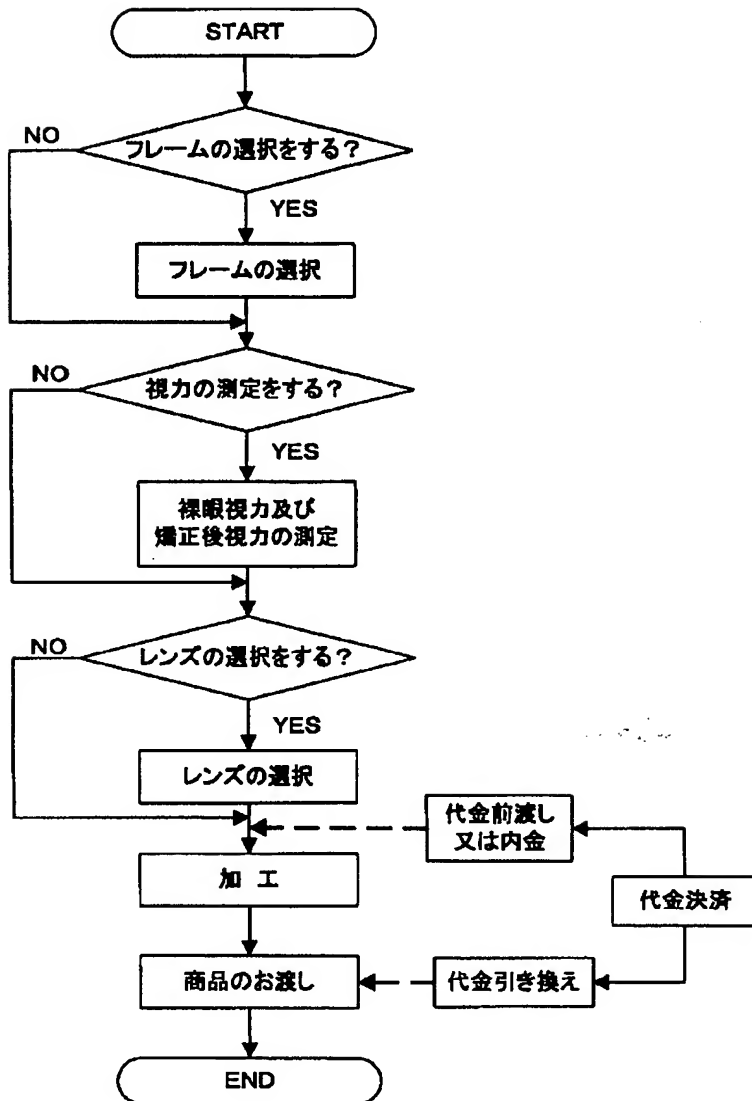 START
フレームの選択をする？
NO
YES
フレームの選択
視力の測定をする？
NO
YES
裸眼視力及び
矯正後視力の測定
レンズの選択をする？
NO
YES
レンズの選択
代金前渡し
又は内金
加 工
代金決済
商品のお渡し
代金引き換え
END